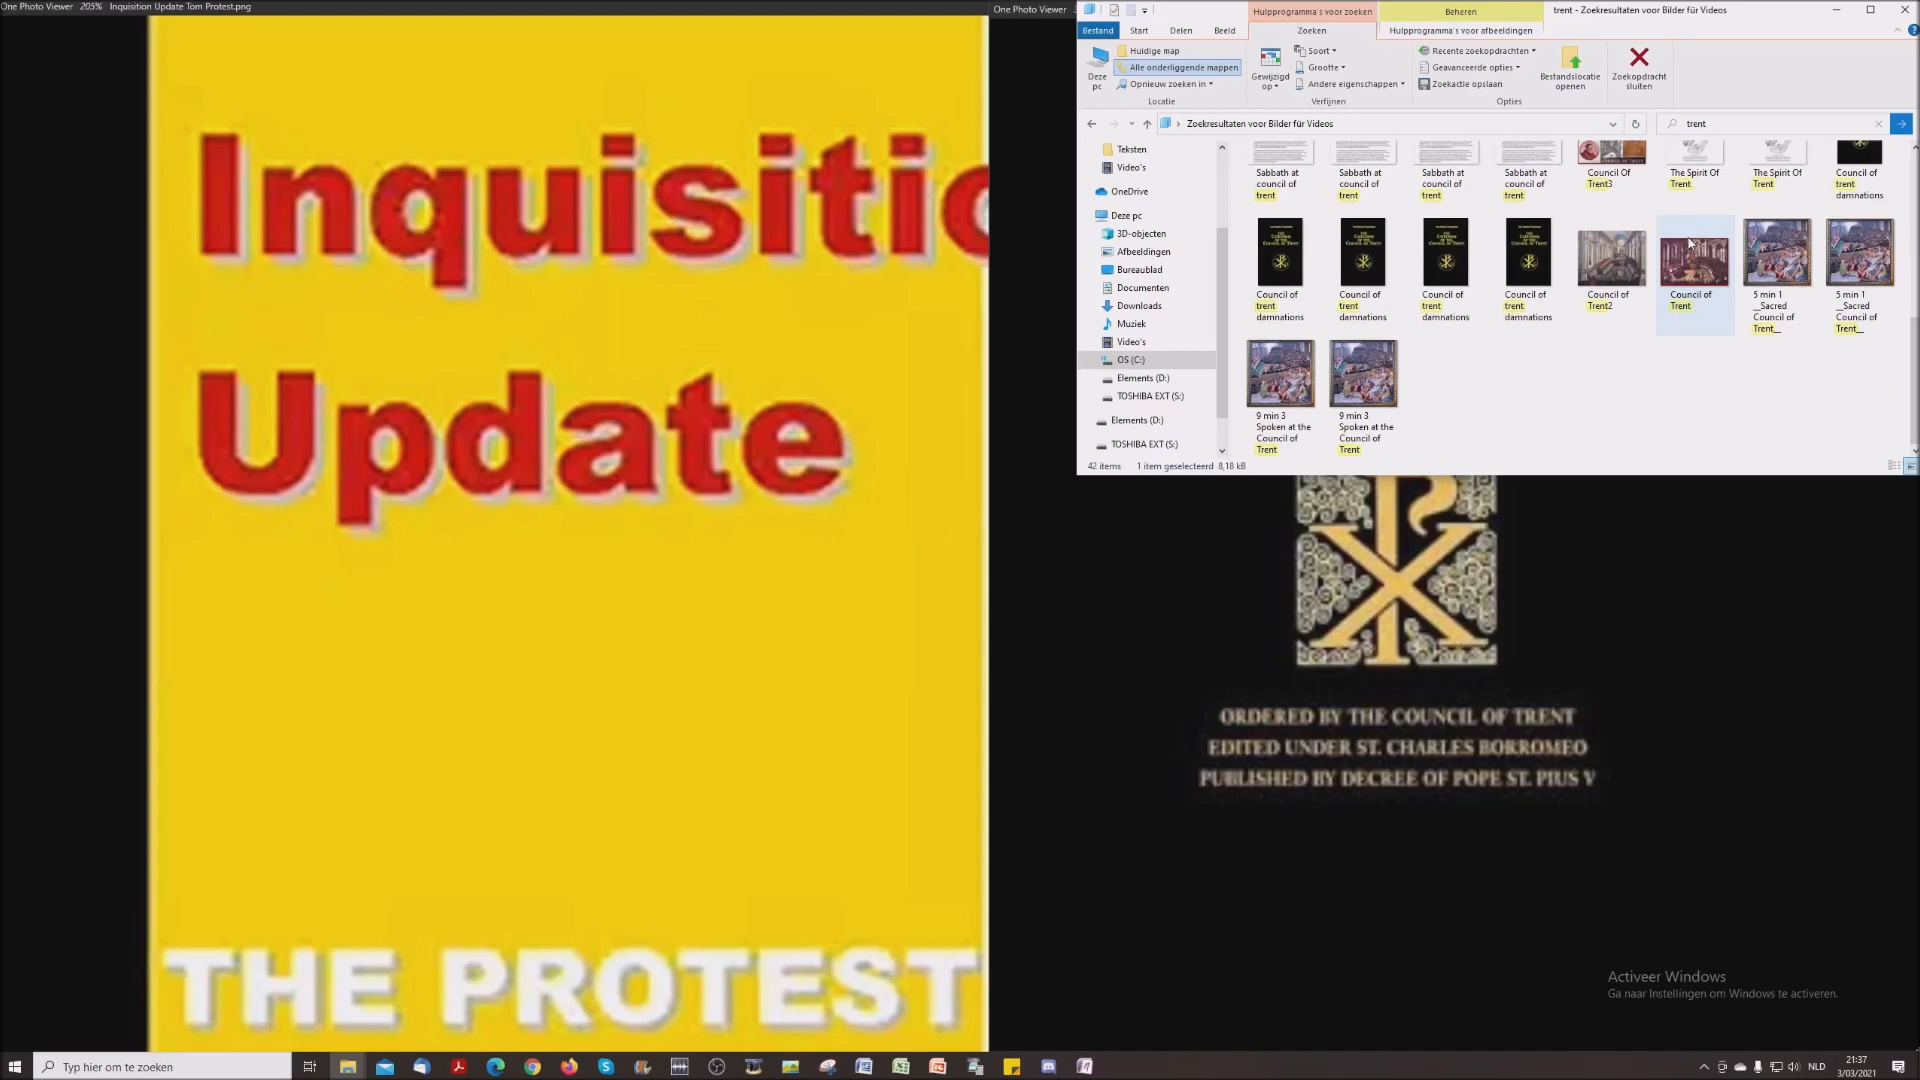 One Photo Viewer 205% Inquisition Update Tom Protest.png
One Photo Viewer
Inquisitio
Update
THE PROTEST
Hulpprogramma's voor zoeken
Beheren
trent - Zoekresultaten voor Bilder für Videos
Bestand
Start
Delen
Beeld
Zoeken
Hulpprogramma's voor afbeeldingen
Deze pc
Huidige map
Alle onderliggende mappen
Opnieuw zoeken in
Locatie
Gewijzigd op
Soort
Grootte
Andere eigenschappen
Verfijnen
Recente zoekopdrachten
Geavanceerde opties
Zoekactie opslaan
Bestandslocatie openen
Opties
Zoekopdracht sluiten
Zoekresultaten voor Bilder für Videos
trent
Teksten
Video's
OneDrive
Deze pc
3D-objecten
Afbeeldingen
Bureaublad
Documenten
Downloads
Muziek
Video's
OS (C:)
Elements (D:)
TOSHIBA EXT (S:)
Elements (D:)
TOSHIBA EXT (S:)
Sabbath at council of trent
Sabbath at council of trent
Sabbath at council of trent
Sabbath at council of trent
Council Of Trent3
The Spirit Of Trent
The Spirit Of Trent
Council of trent damnations
Council of trent damnations
Council of trent damnations
Council of trent damnations
Council of trent damnations
Council of Trent2
Council of Trent
5 min 1 __Sacred Council of Trent__
5 min 1 __Sacred Council of Trent__
9 min 3 Spoken at the Council of Trent
9 min 3 Spoken at the Council of Trent
42 items 1 item geselecteerd 8,18 kB
ORDERED BY THE COUNCIL OF TRENT
EDITED UNDER ST. CHARLES BORROMEO
PUBLISHED BY DECREE OF POPE ST. PIUS V
Activeer Windows
Ga naar Instellingen om Windows te activeren.
Typ hier om te zoeken
NLD
21:37
3/03/2021